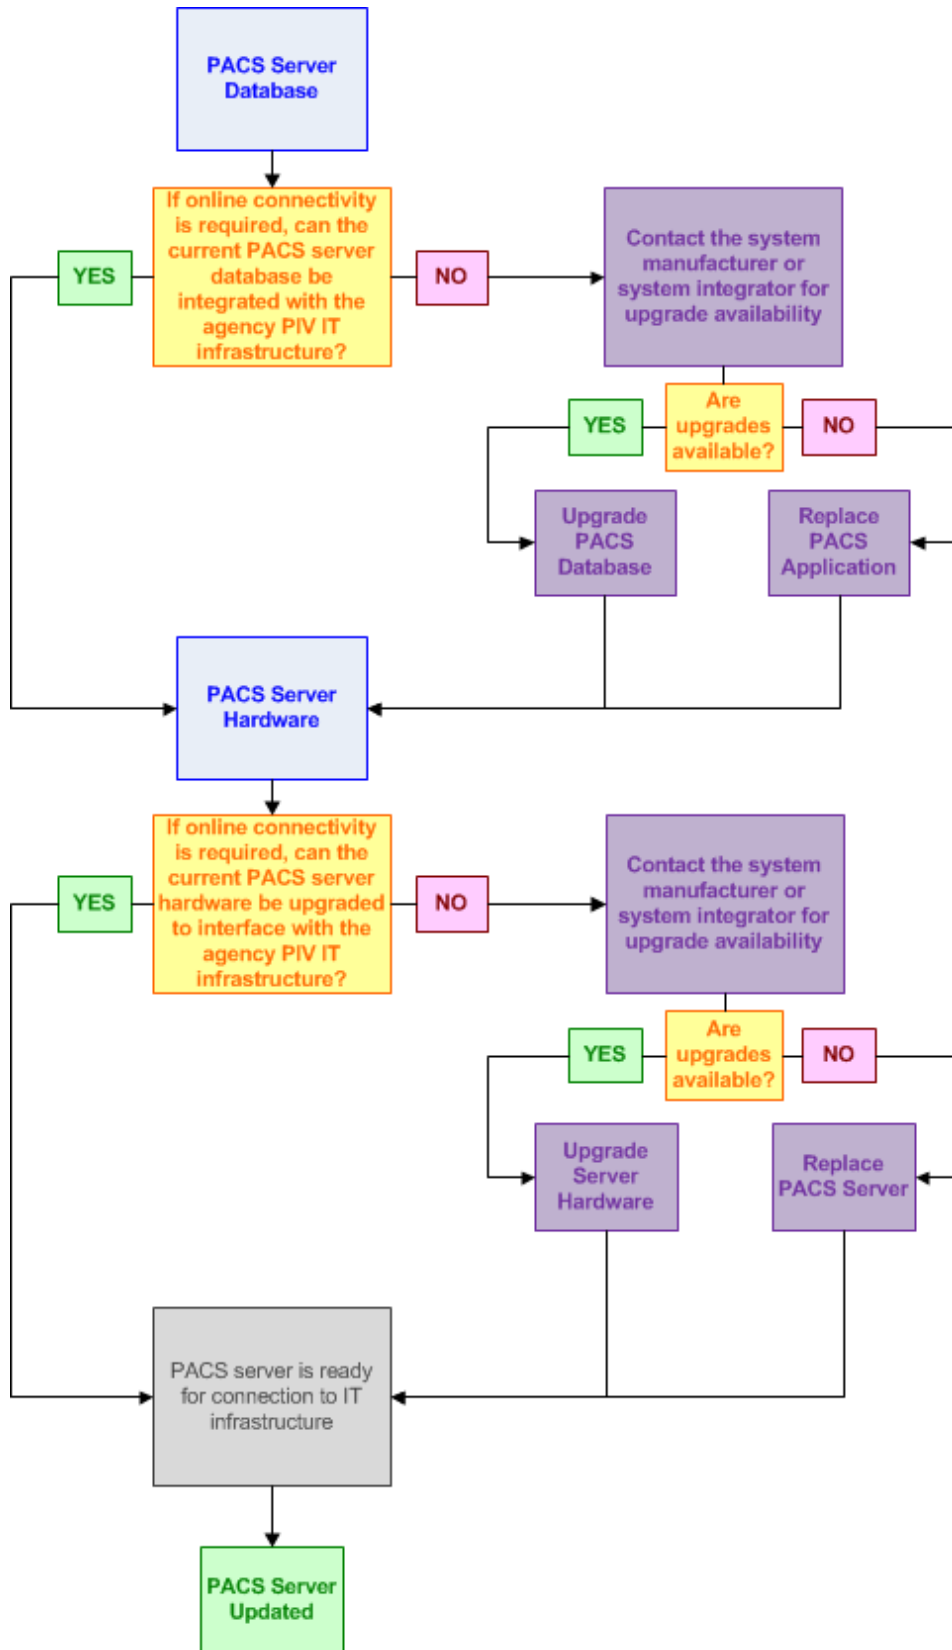 PACS Server
Database
If online connectivity
is required, can the
current PACS server
database be
integrated with the
agency PIV IT
infrastructure?
YES
NO
Contact the system
manufacturer or
system integrator for
upgrade availability
Are
upgrades
available?
YES
NO
Upgrade
PACS
Database
Replace
PACS
Application
PACS Server
Hardware
If online connectivity
is required, can the
current PACS server
hardware be upgraded
to interface with the
agency PIV IT
infrastructure?
YES
NO
Contact the system
manufacturer or
system integrator for
upgrade availability
Are
upgrades
available?
YES
NO
Upgrade
Server
Hardware
Replace
PACS Server
PACS server is ready
for connection to IT
infrastructure
PACS Server
Updated